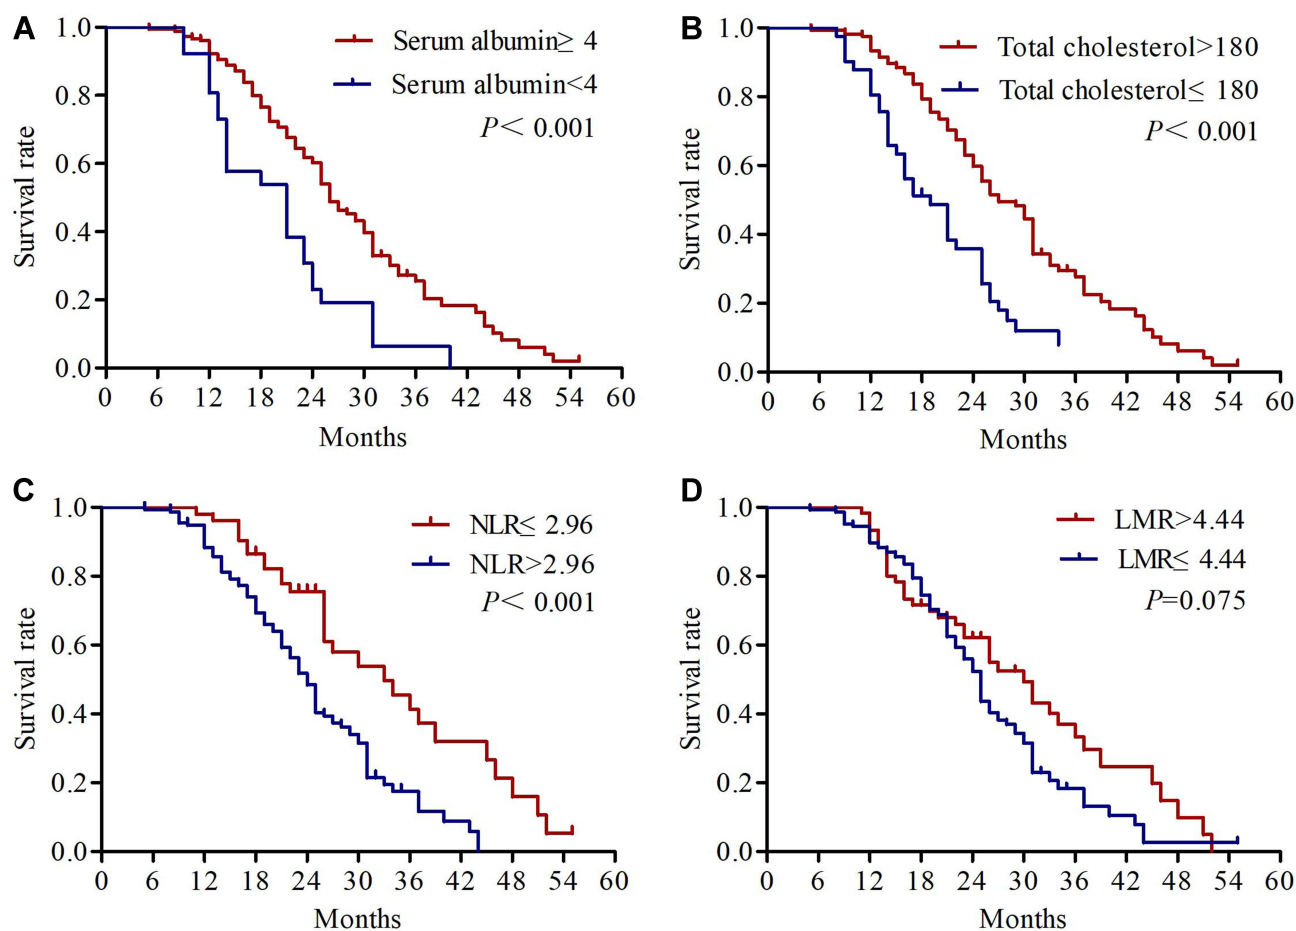 A
Survival rate
1.0
0.8
0.6
0.4
0.2
0.0
0 6 12 18 24 30 36 42 48 54 60
Months
Serum albumin≥ 4
Serum albumin<4
P< 0.001
B
Survival rate
1.0
0.8
0.6
0.4
0.2
0.0
0 6 12 18 24 30 36 42 48 54 60
Months
Total cholesterol>180
Total cholesterol≤ 180
P< 0.001
C
Survival rate
1.0
0.8
0.6
0.4
0.2
0.0
0 6 12 18 24 30 36 42 48 54 60
Months
NLR≤ 2.96
NLR>2.96
P< 0.001
D
Survival rate
1.0
0.8
0.6
0.4
0.2
0.0
0 6 12 18 24 30 36 42 48 54 60
Months
LMR>4.44
LMR≤ 4.44
P=0.075